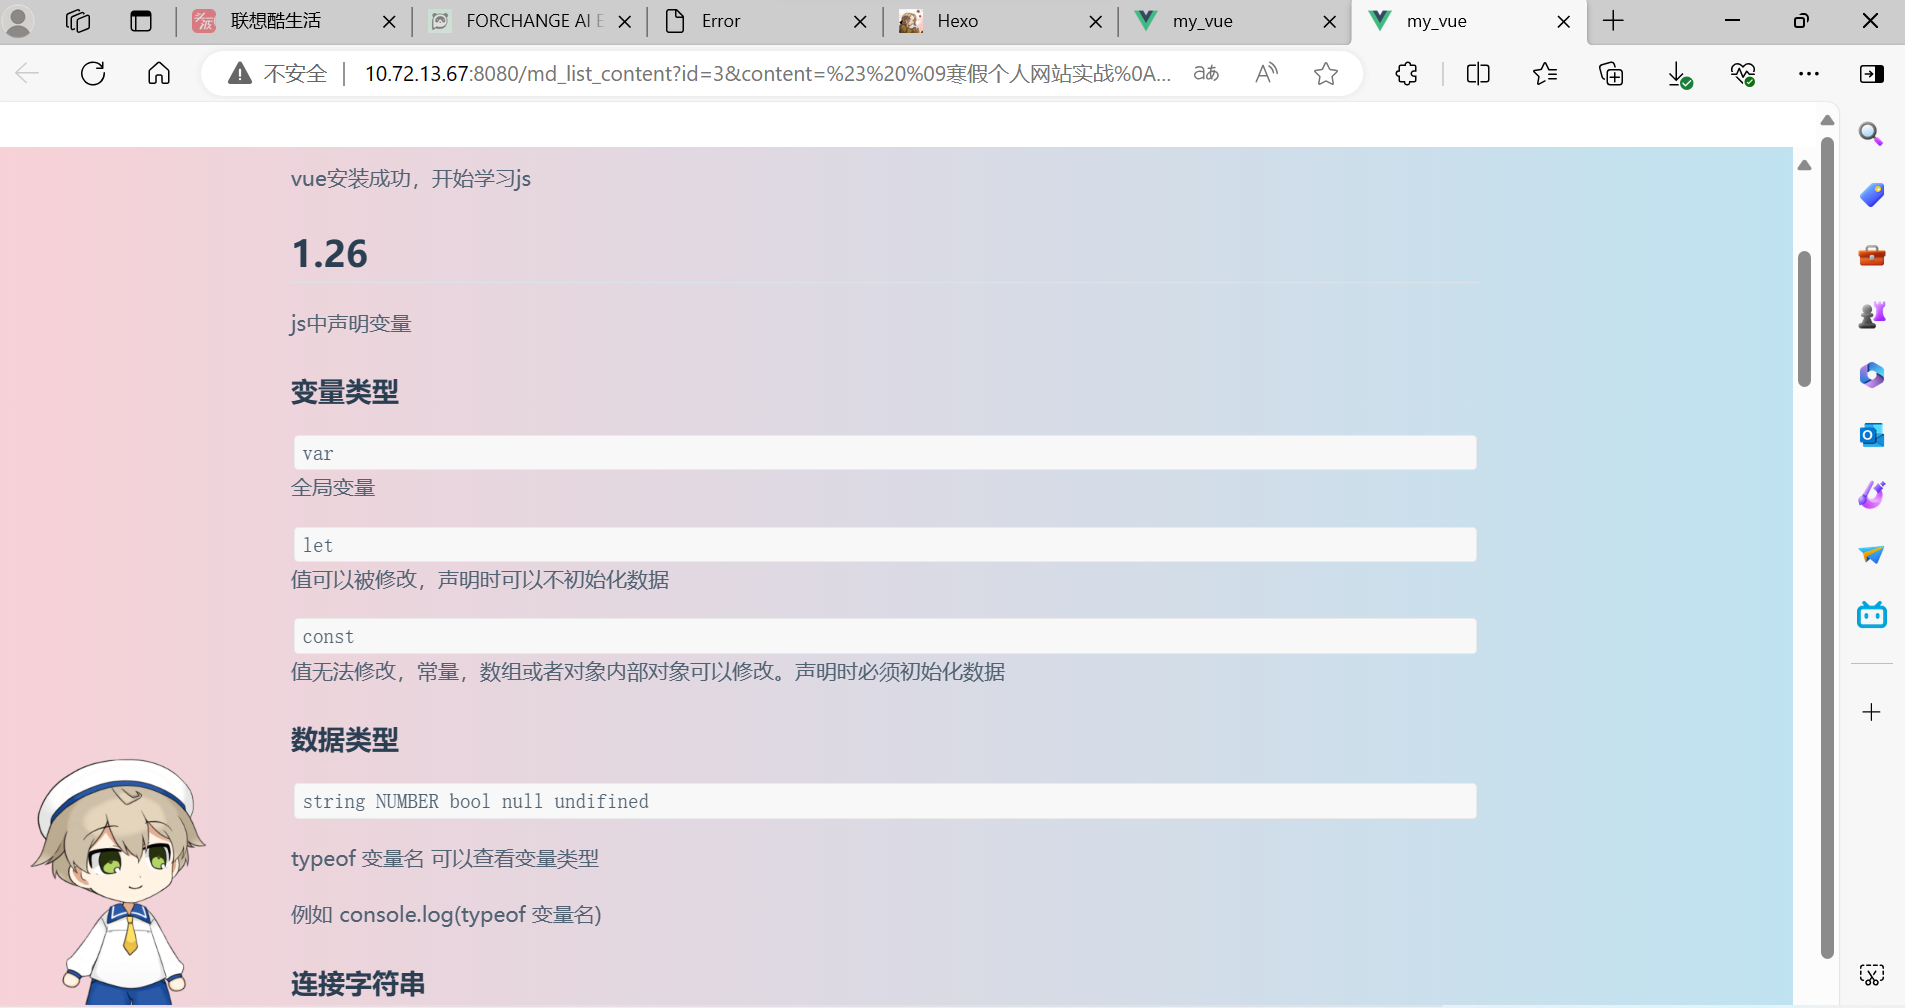 联想酷生活
FORCHANGE AI E
Error
Hexo
my_vue
my_vue
不安全
10.72.13.67:8080/md_list_content?id=3&content=%23%20%09寒假个人网站实战%0A...
vue安装成功，开始学习js
1.26
js中声明变量
变量类型
var
全局变量
let
值可以被修改，声明时可以不初始化数据
const
值无法修改，常量，数组或者对象内部对象可以修改。声明时必须初始化数据
数据类型
string NUMBER bool null undifined
typeof 变量名 可以查看变量类型
例如 console.log(typeof 变量名)
连接字符串